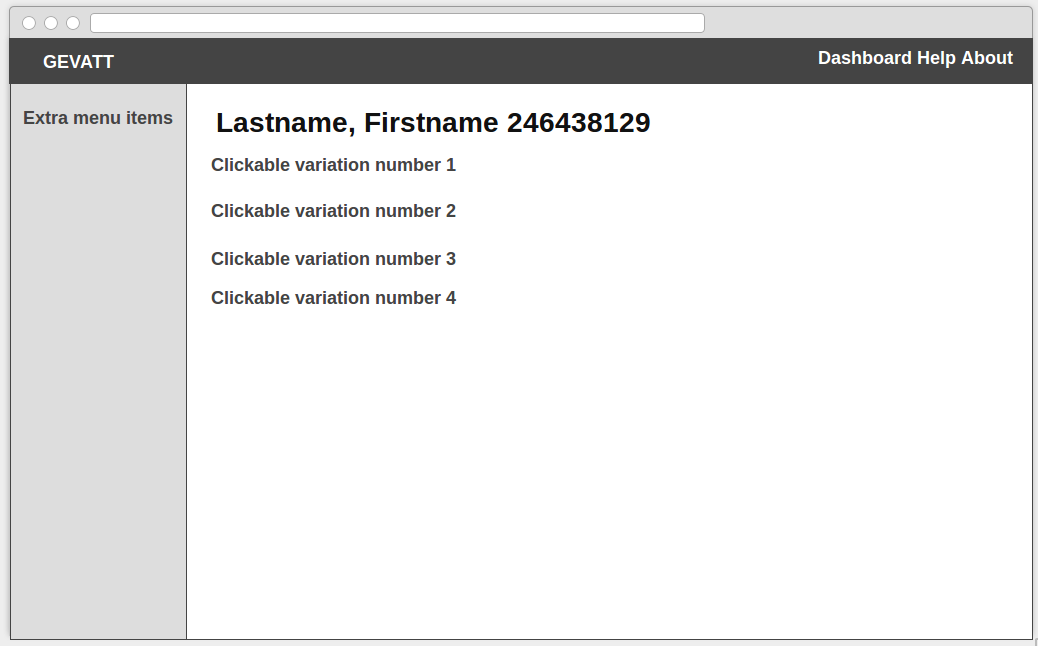 GEVATT
Dashboard Help About
Extra menu items
Lastname, Firstname 246438129
Clickable variation number 1
Clickable variation number 2
Clickable variation number 3
Clickable variation number 4